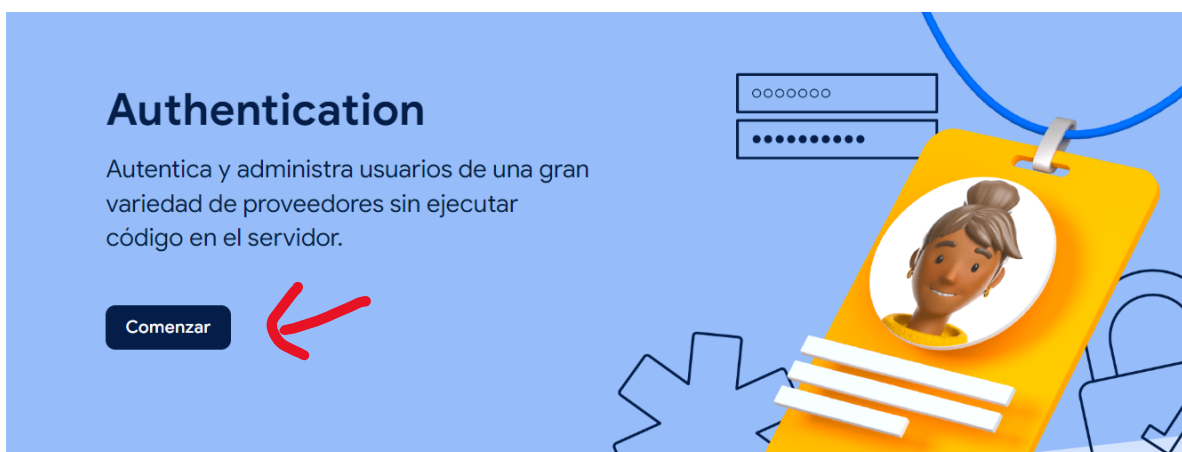 Authentication
Autentica y administra usuarios de una gran
variedad de proveedores sin ejecutar
código en el servidor.
Comenzar